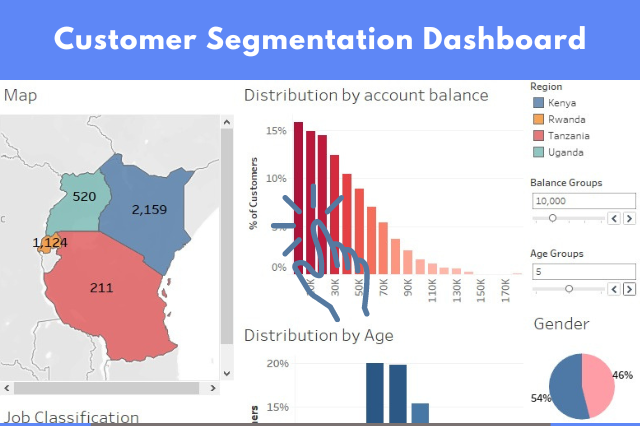 Customer Segmentation Dashboard
Map
520
2,159
1,124
211
Job Classification
Distribution by account balance
% of Customers
15%
10%
5%
0%
30K
50K
70K
90K
110K
130K
150K
170K
Distribution by Age
20%
15%
Region
Kenya
Rwanda
Tanzania
Uganda
Balance Groups
10,000
Age Groups
5
Gender
46%
54%